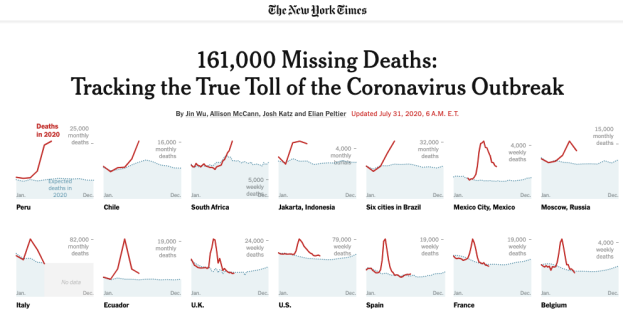 The New York Times
161,000 Missing Deaths:
Tracking the True Toll of the Coronavirus Outbreak
By Jin Wu, Allison McCann, Josh Katz and Elian Peltier Updated July 31, 2020, 6 A.M. E.T.
Deaths
in 2020
25,000
monthly
deaths
Expected
deaths in
2020
Jan.
Dec.
Peru
16,000
monthly
deaths
Jan.
Dec.
Chile
5,000
weekly
deaths
Jan.
Dec.
South Africa
4,000
monthly
deaths
Jan.
Dec.
Jakarta, Indonesia
32,000
monthly
deaths
Jan.
Dec.
Six cities in Brazil
4,000
weekly
deaths
Jan.
Dec.
Mexico City, Mexico
15,000
monthly
deaths
Jan.
Dec.
Moscow, Russia
82,000
monthly
deaths
No data
Jan.
Dec.
Italy
19,000
monthly
deaths
Jan.
Dec.
Ecuador
24,000
weekly
deaths
Jan.
Dec.
U.K.
79,000
weekly
deaths
Jan.
Dec.
U.S.
19,000
weekly
deaths
Jan.
Dec.
Spain
19,000
weekly
deaths
Jan.
Dec.
France
4,000
weekly
deaths
Jan.
Dec.
Belgium